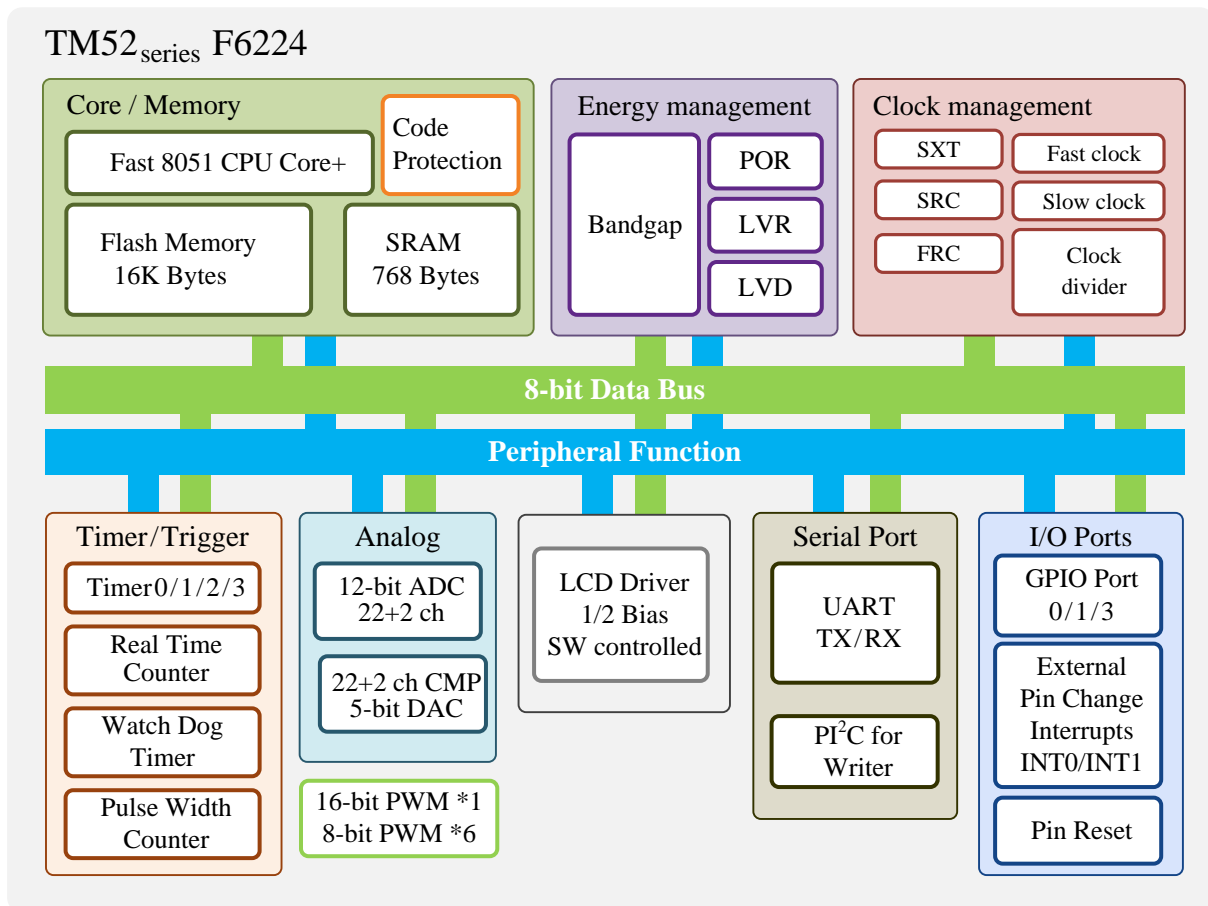 TM52series F6224
Core / Memory
Fast 8051 CPU Core+
Code
Protection
Flash Memory
16K Bytes
SRAM
768 Bytes
Energy management
Bandgap
POR
LVR
LVD
Clock management
SXT
SRC
FRC
Fast clock
Slow clock
Clock
divider
8-bit Data Bus
Peripheral Function
Timer/Trigger
Timer0/1/2/3
Real Time
Counter
Watch Dog
Timer
Pulse Width
Counter
Analog
12-bit ADC
22+2 ch
22+2 ch CMP
5-bit DAC
16-bit PWM *1
8-bit PWM *6
LCD Driver
1/2 Bias
SW controlled
Serial Port
UART
TX/RX
PI²C for
Writer
I/O Ports
GPIO Port
0/1/3
External
Pin Change
Interrupts
INT0/INT1
Pin Reset